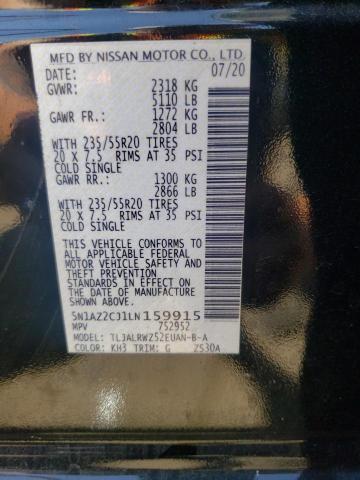 MFD BY NISSAN MOTOR CO., LTD
DATE: 07/20
GVWR: 2318 KG
5110 LB
GAWR FR.: 1272 KG
2804 LB
WITH 235/55R20 TIRES
20 X 7.5 RIMS AT 35 PSI
COLD SINGLE
GAWR RR.: 1300 KG
2866 LB
WITH 235/55R20 TIRES
20 X 7.5 RIMS AT 35 PSI
COLD SINGLE
THIS VEHICLE CONFORMS TO
ALL APPLICABLE FEDERAL
MOTOR VEHICLE SAFETY AND
THEFT PREVENTION
STANDARDS IN EFFECT ON
THE DATE OF MANUFACTURE
SHOWN ABOVE.
5N1AZ2CJ1LN159915
MPV 752952
MODEL: TLJALRWZ52EUAN-B-A
COLOR: KH3 TRIM: G ZS30A